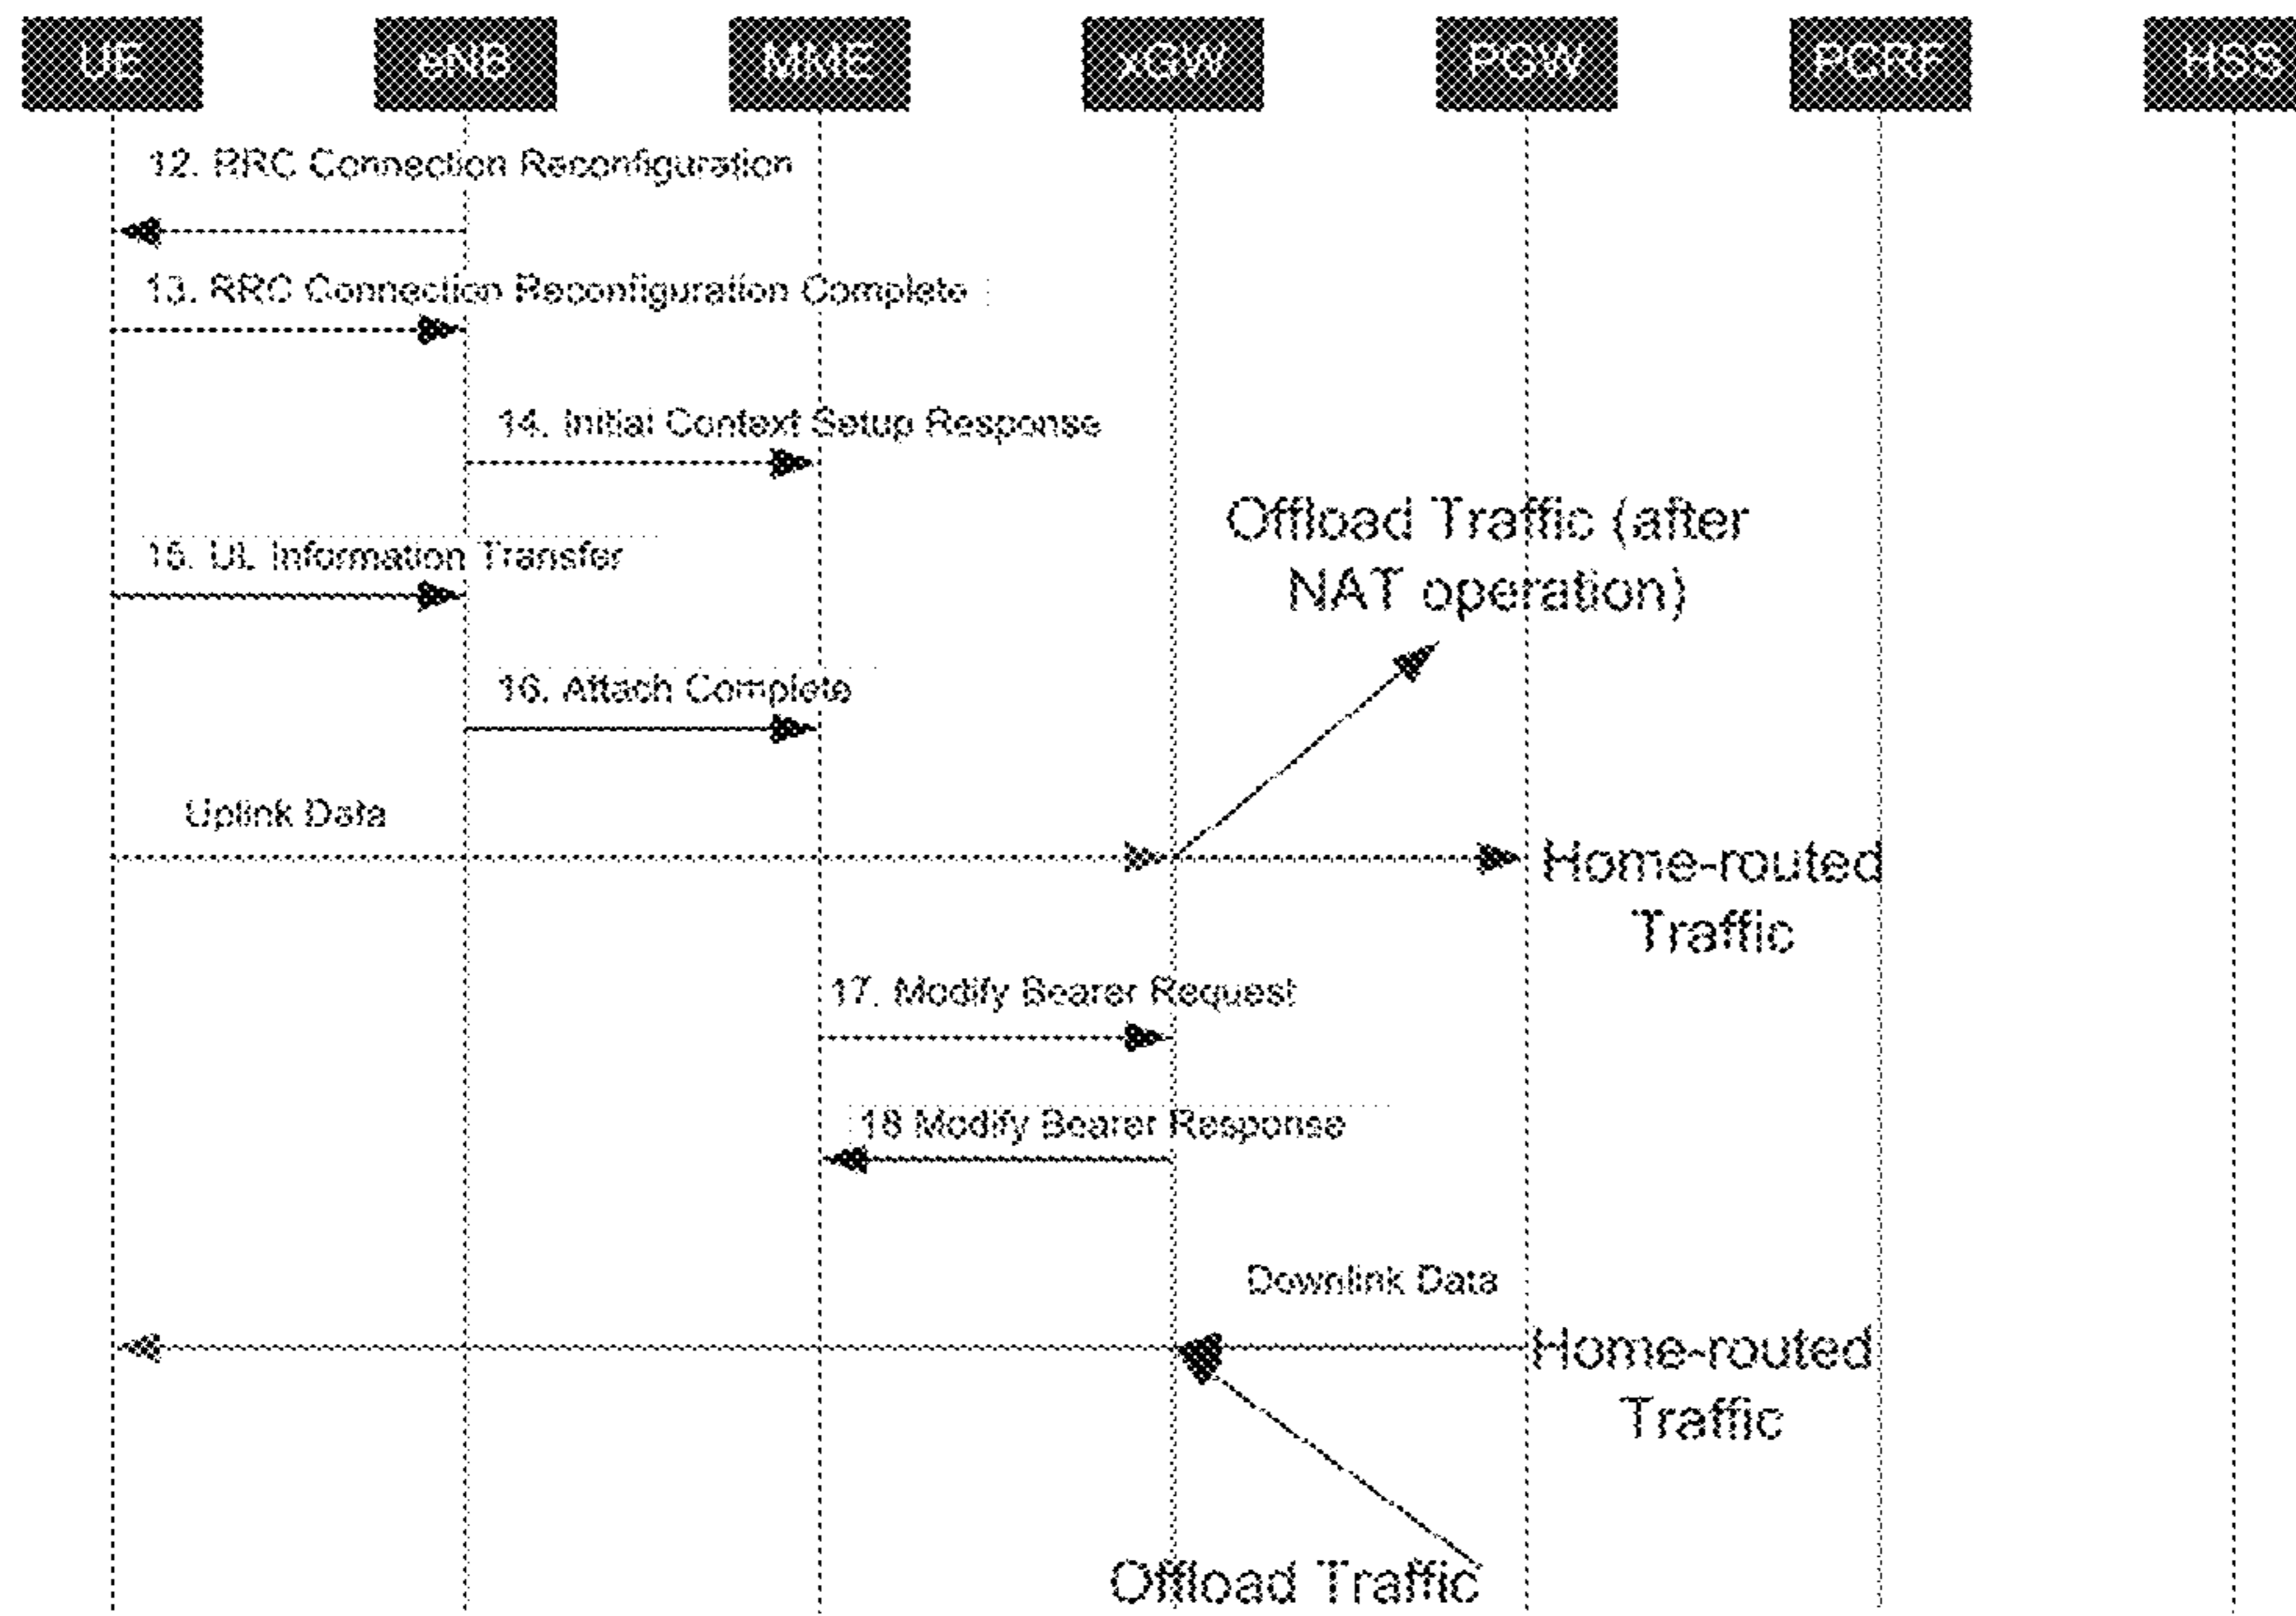 UE eNB MME xGW PGW PCRF HSS
12. RRC Connection Reconfiguration
13. RRC Connection Reconfiguration Complete
14. Initial Context Setup Response
Offload Traffic (after
NAT operation)
15. UL Information Transfer
16. Attach Complete
Uplink Data
Home-routed
Traffic
17. Modify Bearer Request
18 Modify Bearer Response
Downlink Data
Home-routed
Traffic
Offload Traffic